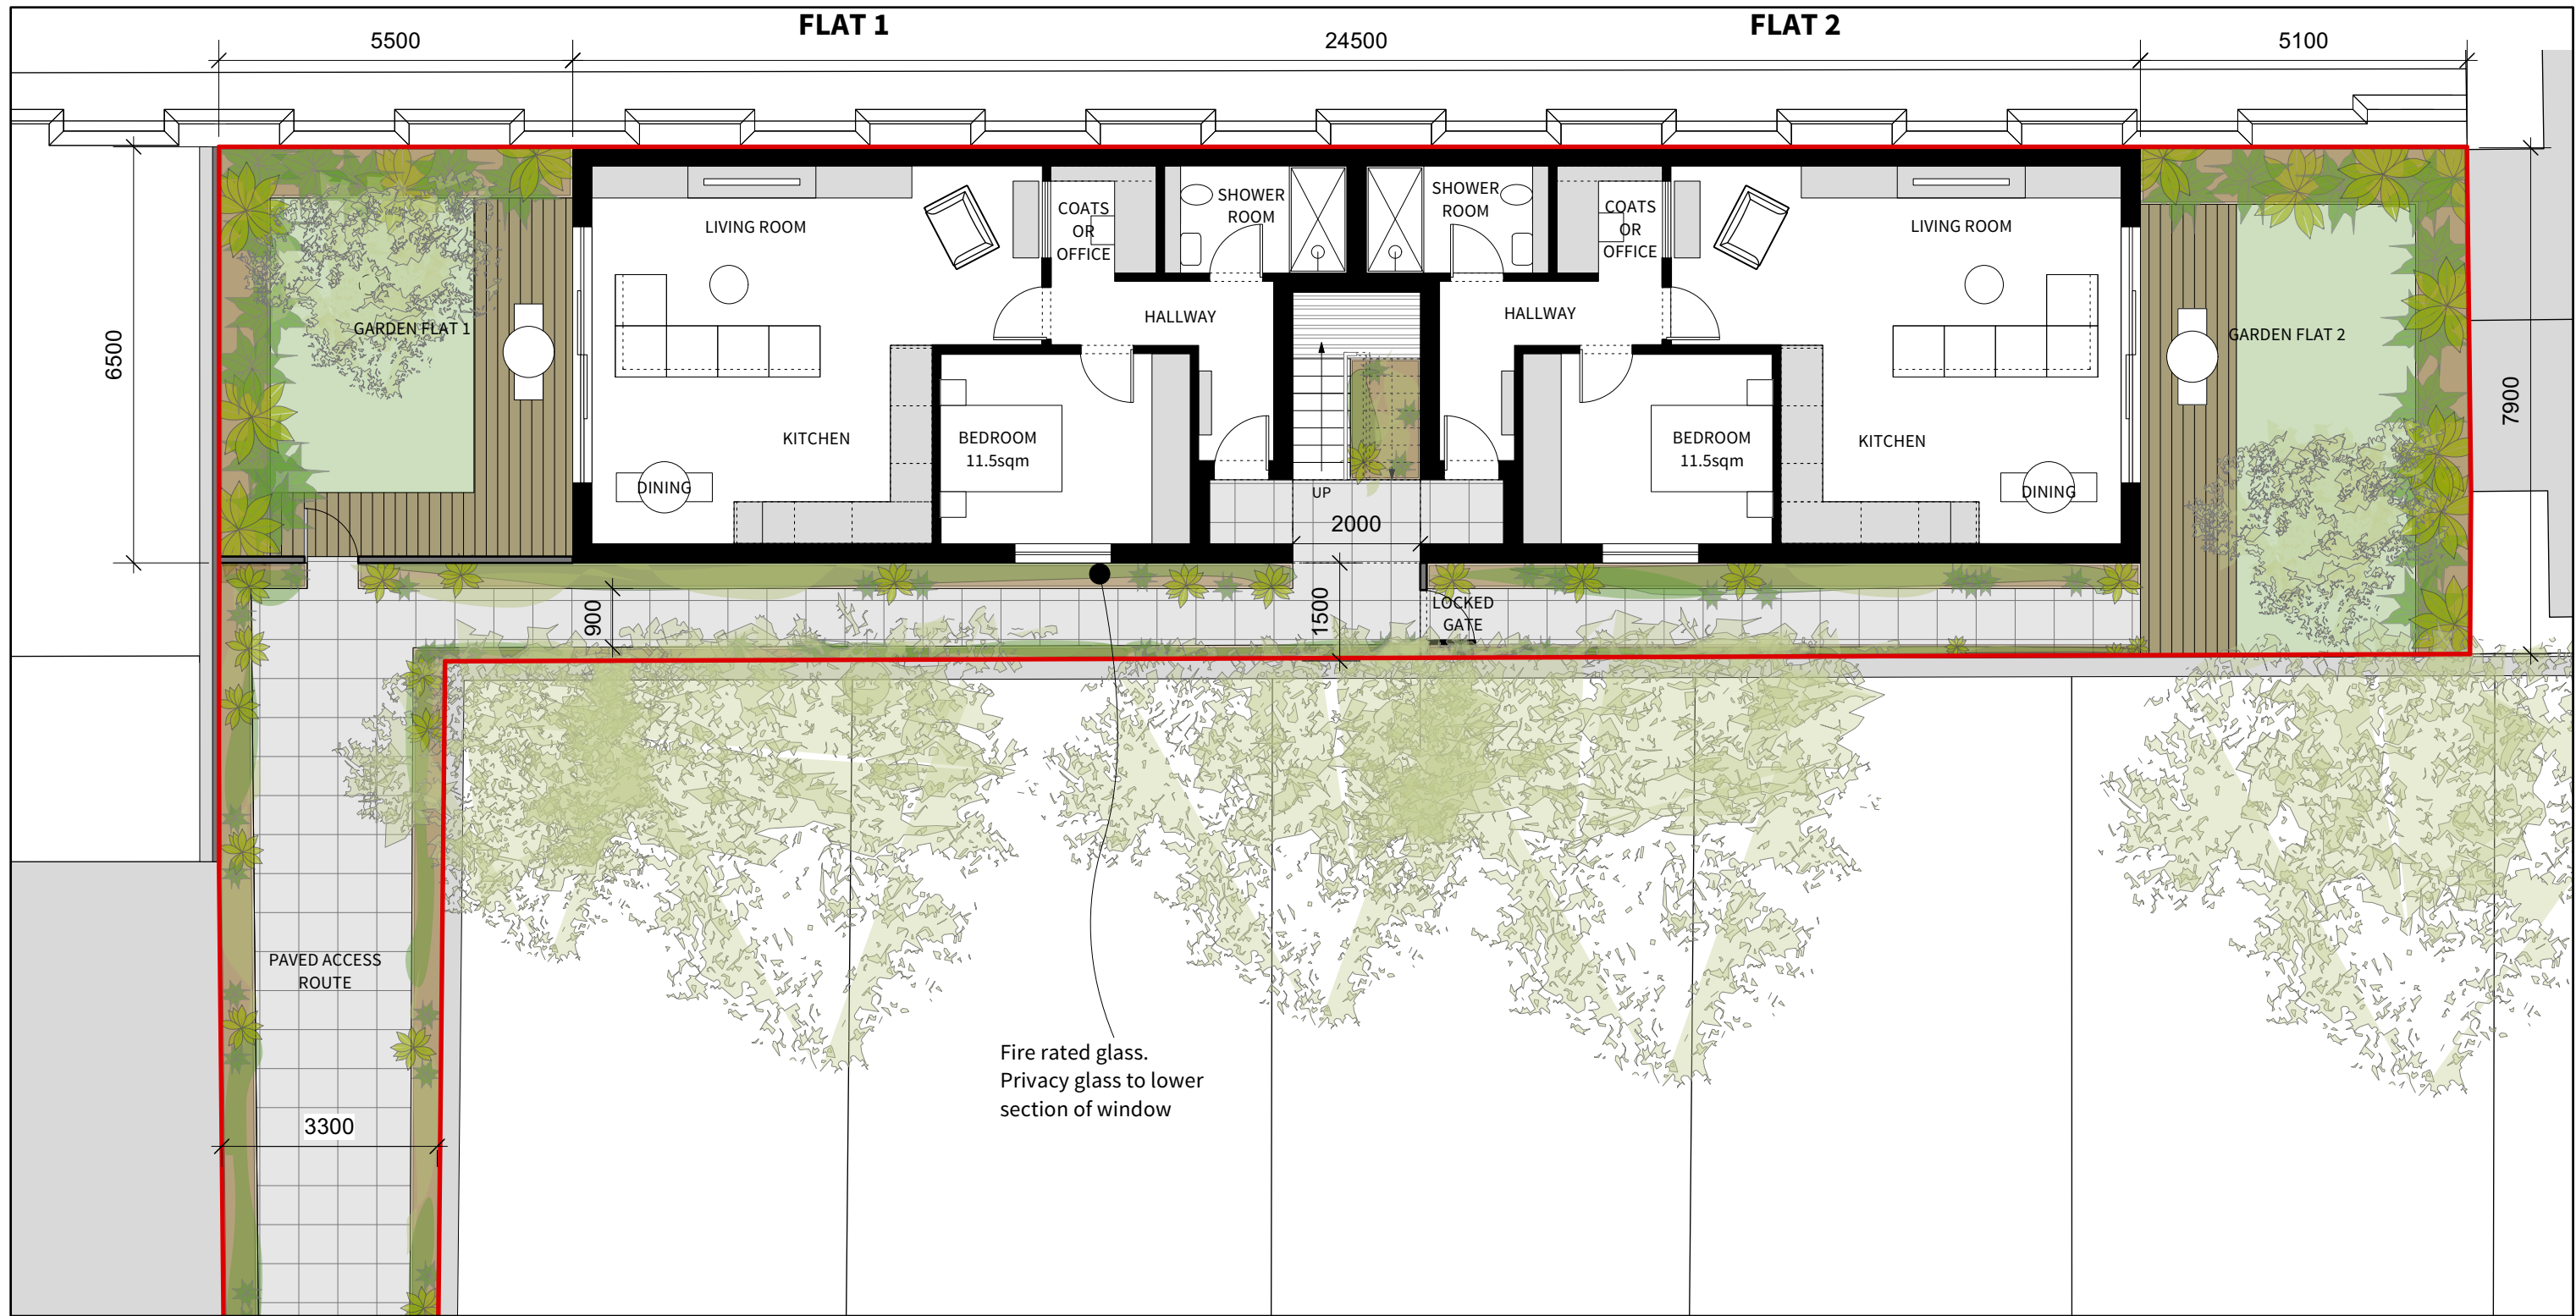 FLAT 1
FLAT 2
5500
24500
5100
LIVING ROOM
COATS
OR
OFFICE
SHOWER
ROOM
SHOWER
ROOM
COATS
OR
OFFICE
LIVING ROOM
6500
GARDEN FLAT 1
HALLWAY
HALLWAY
GARDEN FLAT 2
7900
KITCHEN
BEDROOM
11.5sqm
BEDROOM
11.5sqm
KITCHEN
DINING
UP
DINING
2000
900
1500
LOCKED
GATE
PAVED ACCESS
ROUTE
Fire rated glass.
Privacy glass to lower
section of window
3300